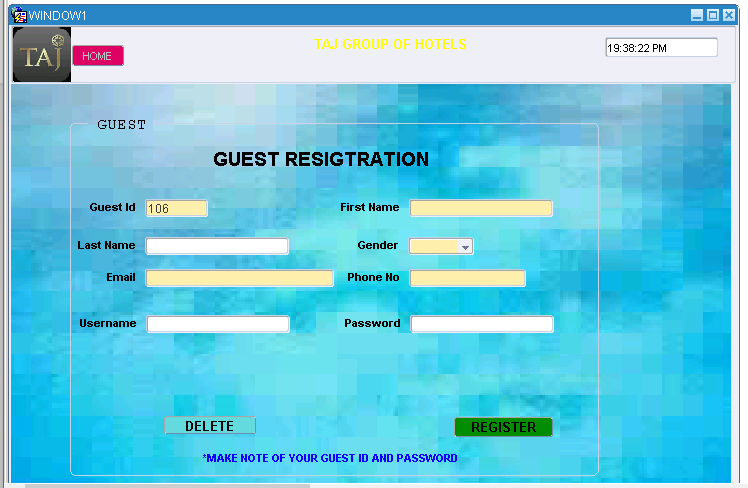 WINDOW1
TAJ HOME TAJ GROUP OF HOTELS 19:38:22 PM
GUEST
GUEST RESIGTRATION
Guest Id 106 First Name
Last Name Gender
Email Phone No
Username Password
DELETE REGISTER
*MAKE NOTE OF YOUR GUEST ID AND PASSWORD